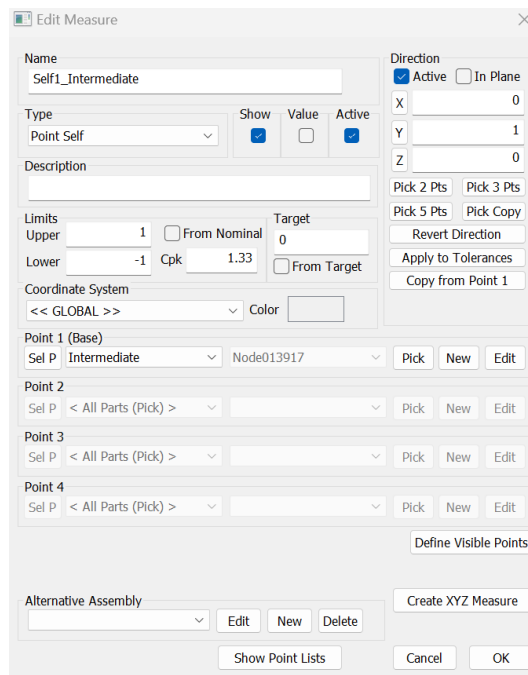 Edit Measure
Name
Self1_Intermediate
Type
Point Self
Show Value Active
Description
Limits
Upper 1 From Nominal
Lower -1 Cpk 1.33
Target
0
From Target
Coordinate System
<< GLOBAL >> Color
Direction
Active In Plane
X 0
Y 1
Z 0
Pick 2 Pts Pick 3 Pts
Pick 5 Pts Pick Copy
Revert Direction
Apply to Tolerances
Copy from Point 1
Point 1 (Base)
Sel P Intermediate Node013917 Pick New Edit
Point 2
Sel P < All Parts (Pick) > Pick New Edit
Point 3
Sel P < All Parts (Pick) > Pick New Edit
Point 4
Sel P < All Parts (Pick) > Pick New Edit
Define Visible Points
Alternative Assembly
Edit New Delete
Create XYZ Measure
Show Point Lists Cancel OK